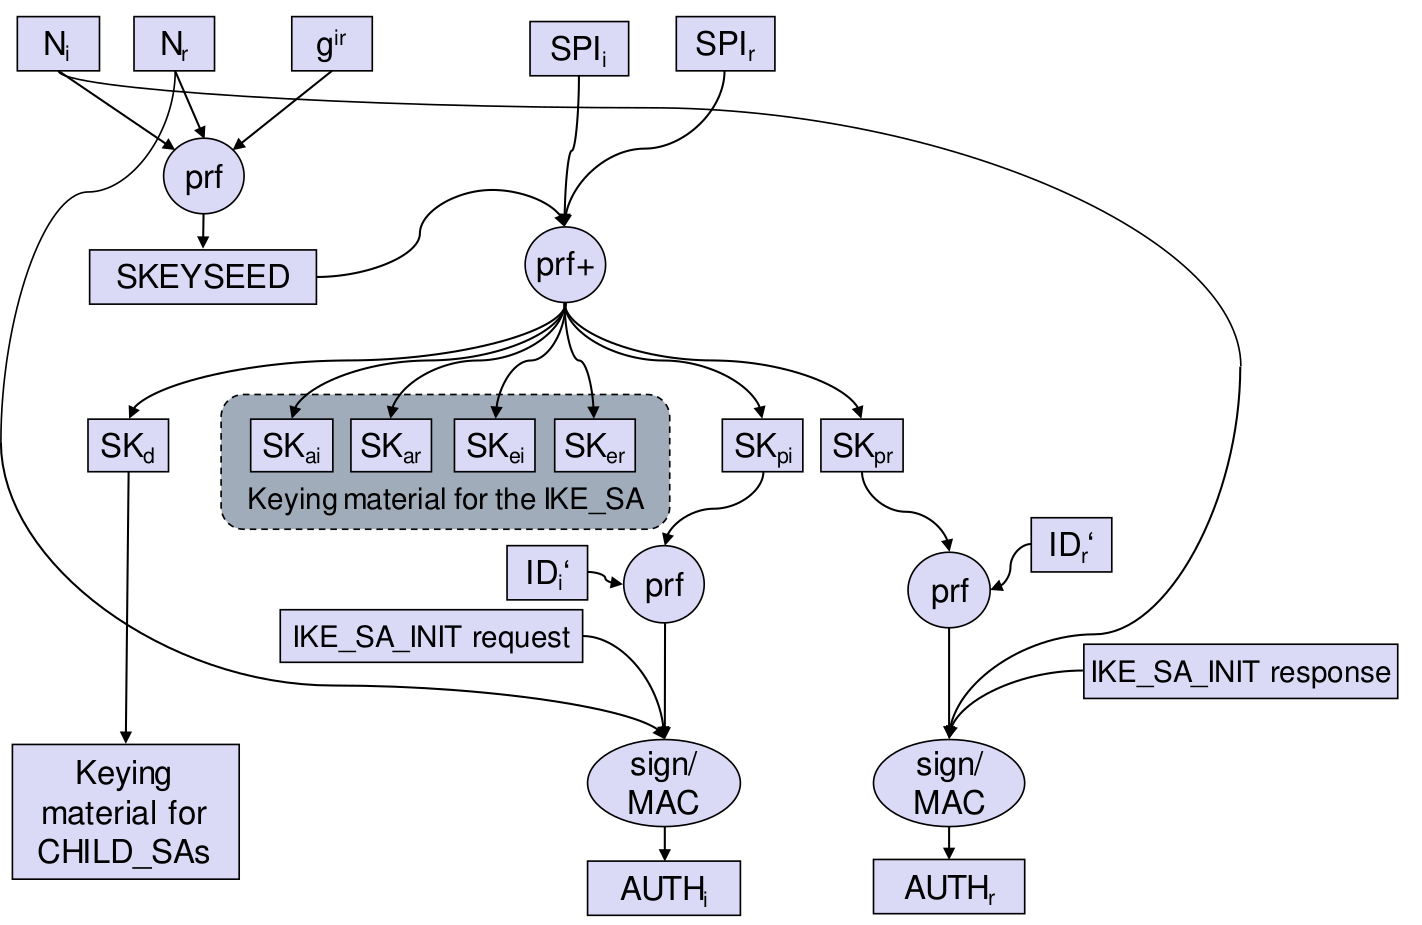 Ni
Nr
g^ir
SPIi
SPIr
prf
SKEYSEED
prf+
SKd
SKai
SKar
SKei
SKer
SKpi
SKpr
Keying material for the IKE_SA
IDi‘
prf
prf
IDr‘
IKE_SA_INIT request
IKE_SA_INIT response
Keying
material for
CHILD_SAs
sign/
MAC
sign/
MAC
AUTHi
AUTHr